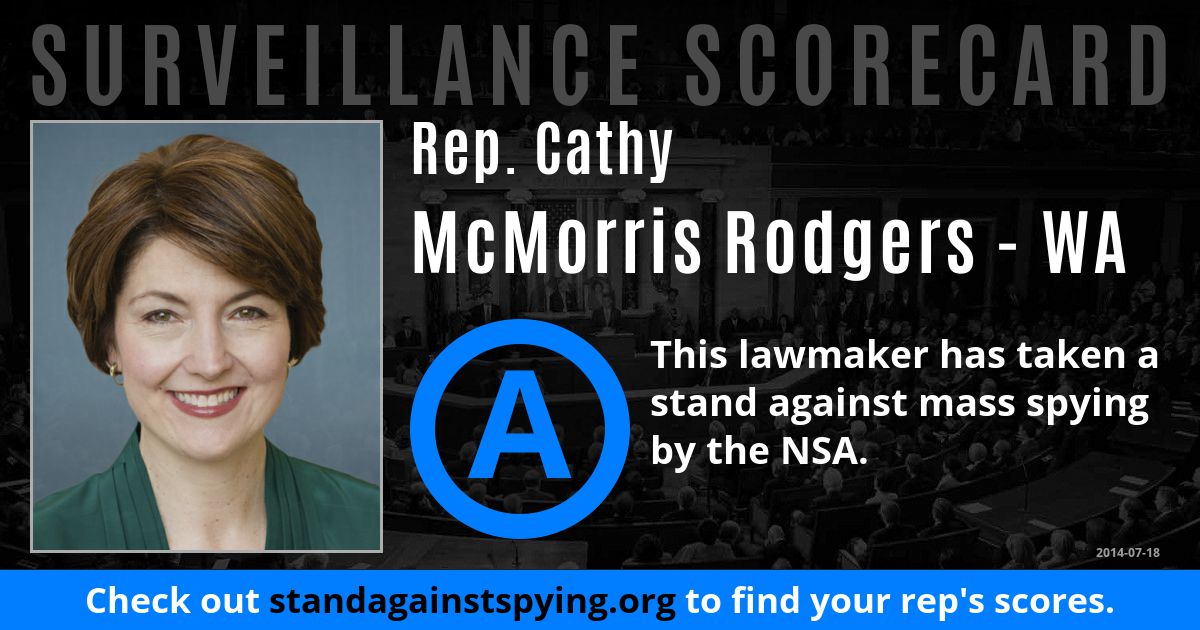 SURVEILLANCE SCORECARD
Rep. Cathy
McMorris Rodgers - WA
A
This lawmaker has taken a
stand against mass spying
by the NSA.
2014-07-18
Check out standagainstspying.org to find your rep's scores.